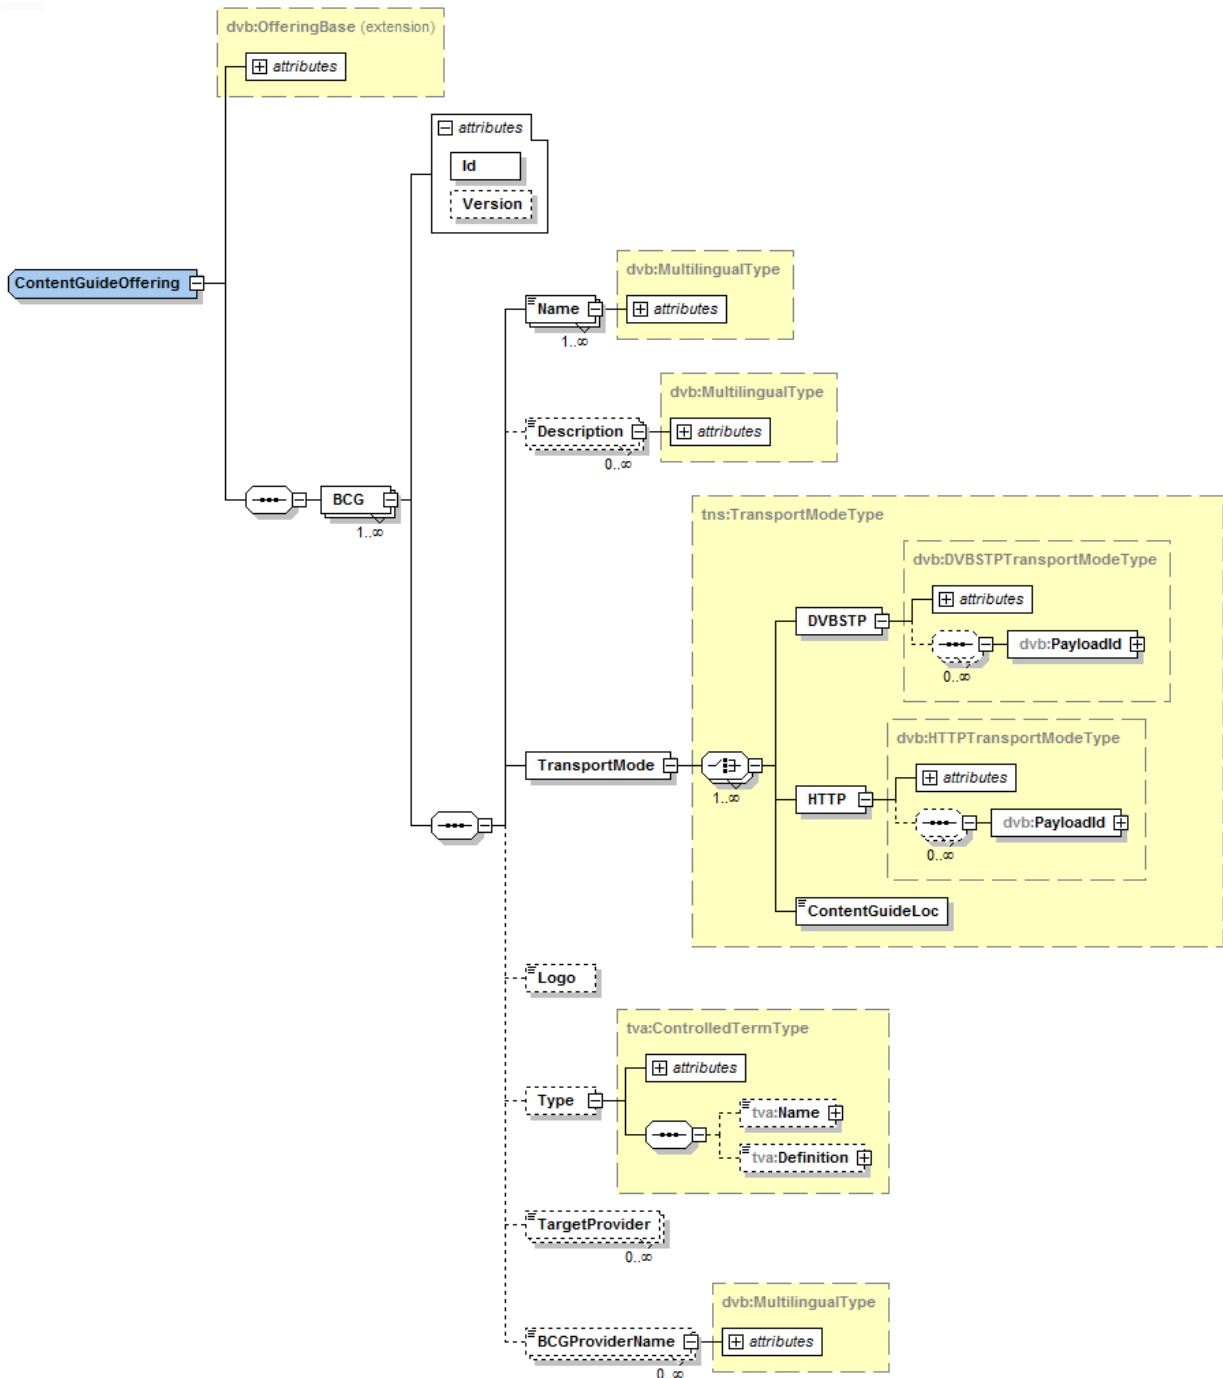 dvb:OfferingBase (extension)
attributes
attributes
Id
Version
ContentGuideOffering
dvb:MultilingualType
Name
attributes
1..∞
dvb:MultilingualType
Description
attributes
0..∞
BCG
1..∞
tns:TransportModeType
dvb:DVBSTPTransportModeType
attributes
DVBSTP
dvb:PayloadId
0..∞
dvb:HTTPTransportModeType
TransportMode
attributes
1..∞
HTTP
dvb:PayloadId
0..∞
ContentGuideLoc
Logo
tva:ControlledTermType
attributes
Type
tva:Name
tva:Definition
TargetProvider
0..∞
dvb:MultilingualType
BCGProviderName
attributes
0..∞